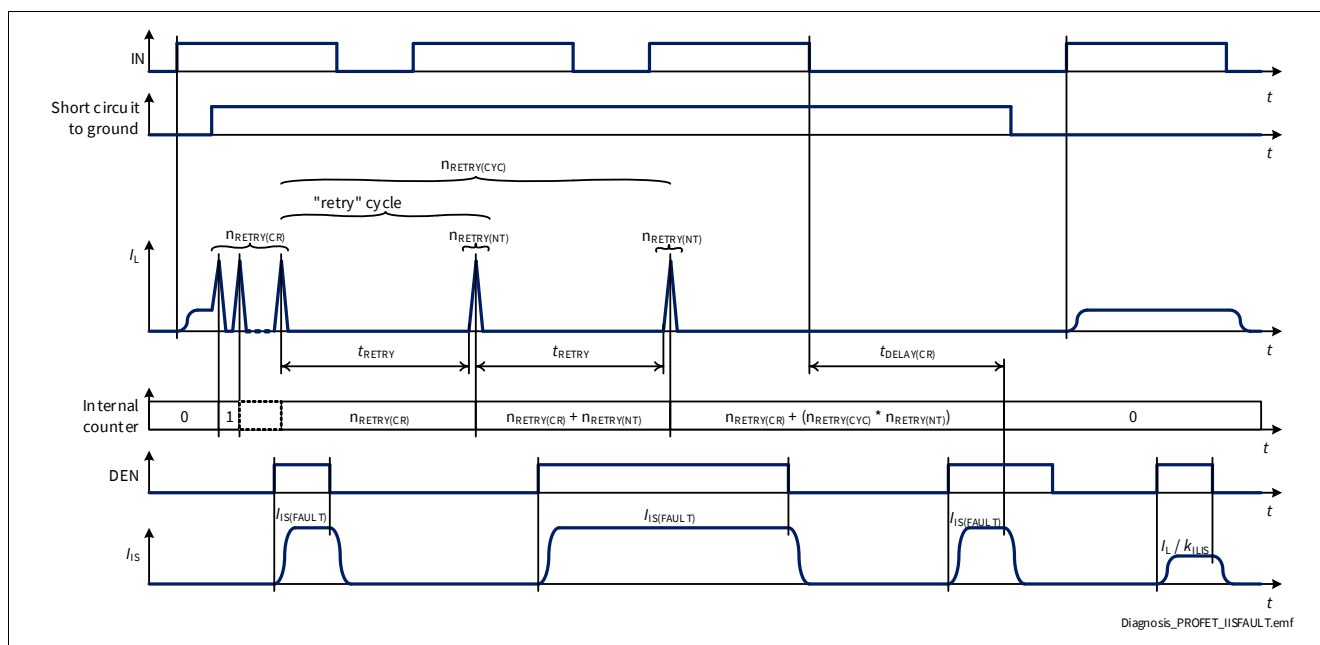 IN
t
Short circuit
to ground
t
nRETRY(CYC)
"retry" cycle
nRETRY(CR)
nRETRY(NT)
nRETRY(NT)
IL
t
tRETRY
tRETRY
tDELAY(CR)
Internal
counter
0
1
nRETRY(CR)
nRETRY(CR) + nRETRY(NT)
nRETRY(CR) + (nRETRY(CYC) * nRETRY(NT))
0
t
DEN
t
IIS(FAULT)
IIS(FAULT)
IIS(FAULT)
IL / kILIS
IIS
t
Diagnosis_PROFET_IISFAULT.emf